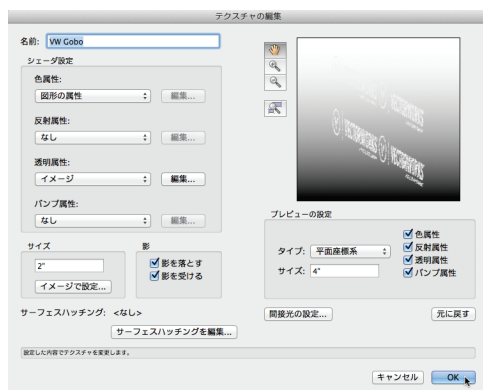 テクスチャの編集
名前: VW Gobo
シェーダ設定
色属性:
図形の属性 編集...
反射属性:
なし 編集...
透明属性:
イメージ 編集...
バンプ属性:
なし 編集...
サイズ
2"
イメージで設定...
影
影を落とす
影を受ける
サーフェスハッチング: <なし>
サーフェスハッチングを編集...
VECTORWORKS
VECTORWORKS
プレビューの設定
タイプ: 平面座標系
サイズ: 4"
色属性
反射属性
透明属性
バンプ属性
間接光の設定... 元に戻す
設定した内容でテクスチャを変更します。
キャンセル OK